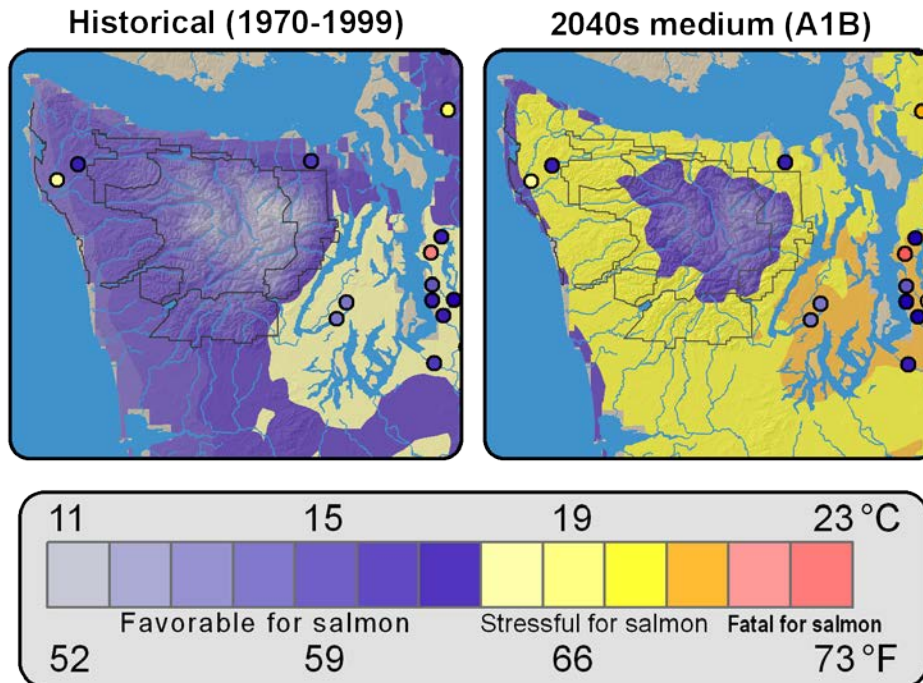 Historical (1970-1999)
2040s medium (A1B)
11 15 19 23 °C
Favorable for salmon Stressful for salmon Fatal for salmon
52 59 66 73 °F